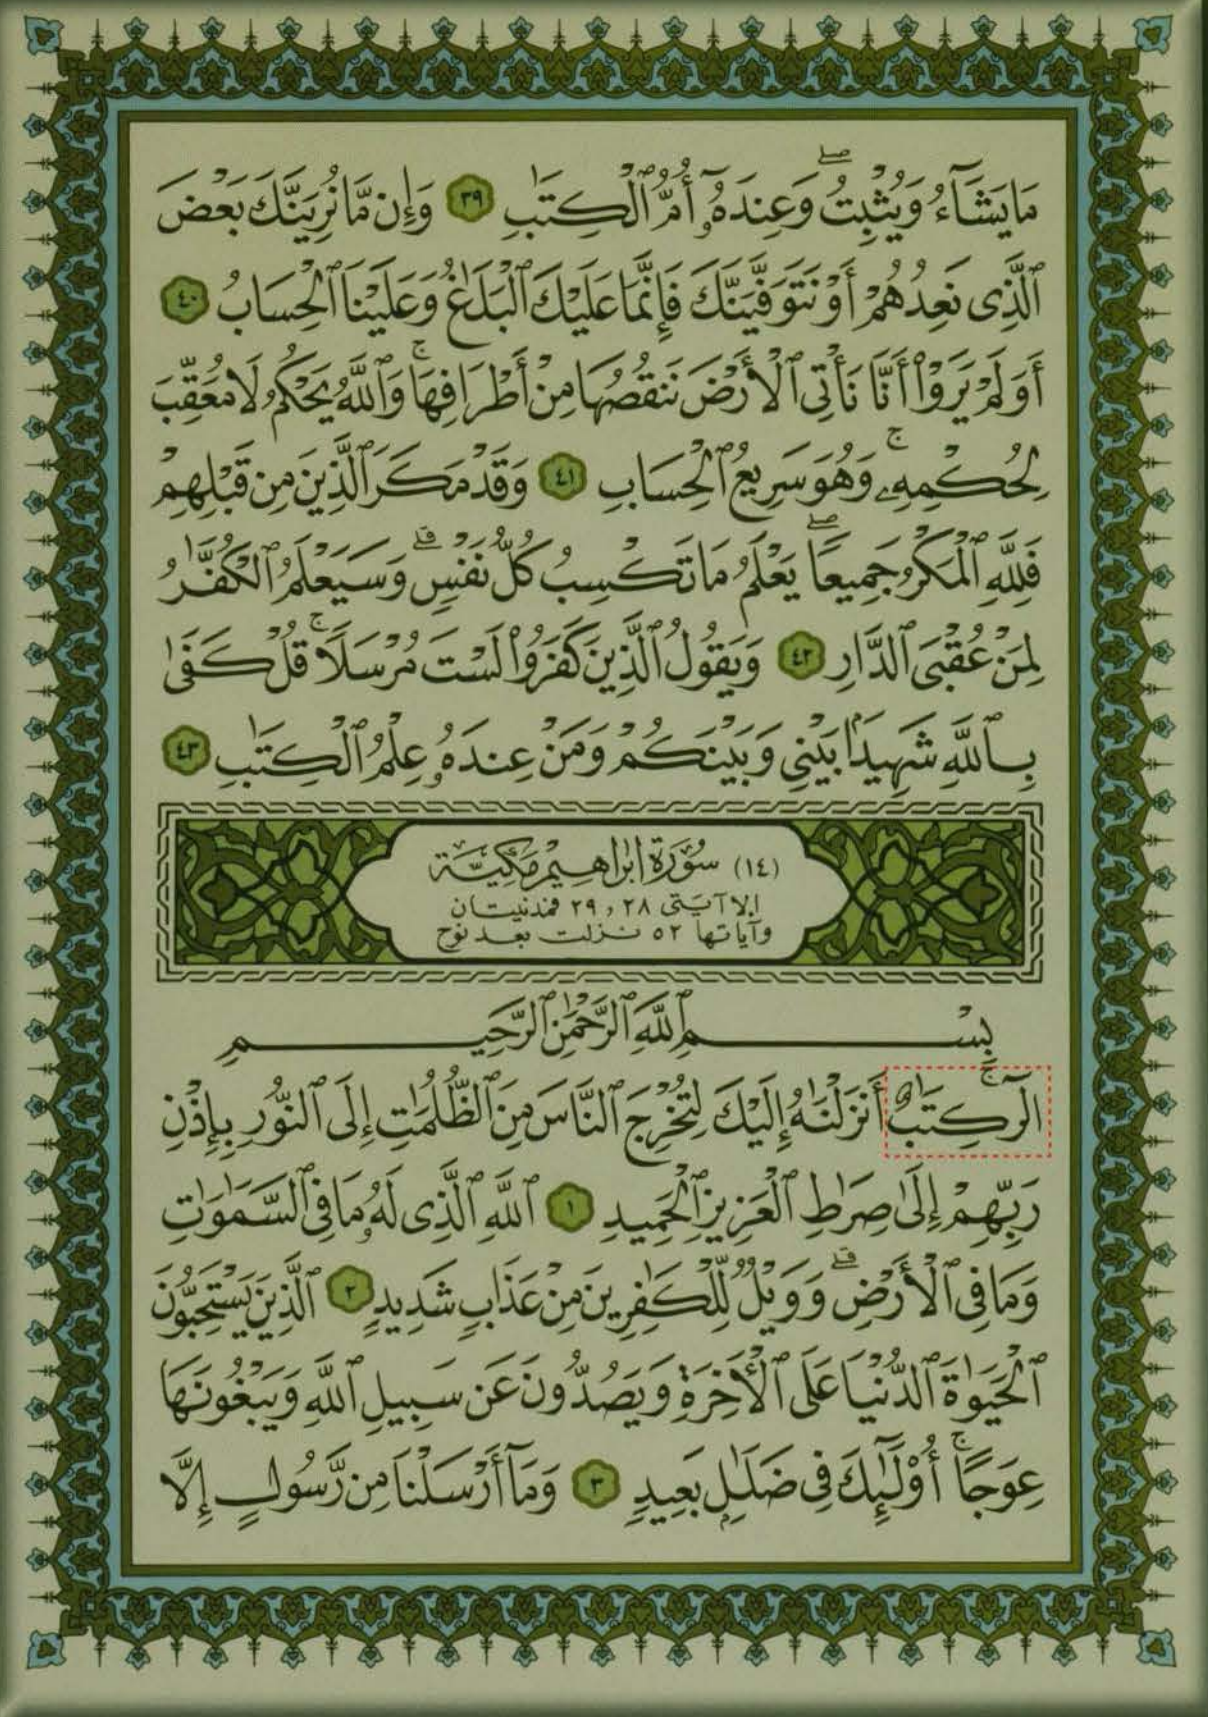 مَا يَشَآءُ وَيُثْبِتُ ۖ وَعِندَهُۥٓ أُمُّ ٱلْكِتَٰبِ ٣٩ وَإِن مَّا نُرِيَنَّكَ بَعْضَ
ٱلَّذِى نَعِدُهُمْ أَوْ نَتَوَفَّيَنَّكَ فَإِنَّمَا عَلَيْكَ ٱلْبَلَٰغُ وَعَلَيْنَا ٱلْحِسَابُ ٤٠
أَوَلَمْ يَرَوْا۟ أَنَّا نَأْتِى ٱلْأَرْضَ نَنقُصُهَا مِنْ أَطْرَافِهَا ۚ وَٱللَّهُ يَحْكُمُ لَا مُعَقِّبَ
لِحُكْمِهِۦ ۚ وَهُوَ سَرِيعُ ٱلْحِسَابِ ٤١ وَقَدْ مَكَرَ ٱلَّذِينَ مِن قَبْلِهِمْ
فَلِلَّهِ ٱلْمَكْرُ جَمِيعًا ۖ يَعْلَمُ مَا تَكْسِبُ كُلُّ نَفْسٍ ۗ وَسَيَعْلَمُ ٱلْكُفَّٰرُ
لِمَنْ عُقْبَى ٱلدَّارِ ٤٢ وَيَقُولُ ٱلَّذِينَ كَفَرُوا۟ لَسْتَ مُرْسَلًا ۚ قُلْ كَفَىٰ
بِٱللَّهِ شَهِيدًۢا بَيْنِى وَبَيْنَكُمْ وَمَنْ عِندَهُۥ عِلْمُ ٱلْكِتَٰبِ ٤٣
(١٤) سُورَةُ ابْرَاهِيْمَ مَكِّيَّة
الا آيتى ٢٨ و ٢٩ فمدنيتان
وآياتها ٥٢ نزلت بعد نوح
بِسْمِ ٱللَّهِ ٱلرَّحْمَٰنِ ٱلرَّحِيمِ
الٓر ۚ كِتَٰبٌ أَنزَلْنَٰهُ إِلَيْكَ لِتُخْرِجَ ٱلنَّاسَ مِنَ ٱلظُّلُمَٰتِ إِلَى ٱلنُّورِ بِإِذْنِ
رَبِّهِمْ إِلَىٰ صِرَٰطِ ٱلْعَزِيزِ ٱلْحَمِيدِ ١ ٱللَّهِ ٱلَّذِى لَهُۥ مَا فِى ٱلسَّمَٰوَٰتِ
وَمَا فِى ٱلْأَرْضِ ۗ وَوَيْلٌ لِّلْكَٰفِرِينَ مِنْ عَذَابٍ شَدِيدٍ ٢ ٱلَّذِينَ يَسْتَحِبُّونَ
ٱلْحَيَوٰةَ ٱلدُّنْيَا عَلَى ٱلْأَخِرَةِ وَيَصُدُّونَ عَن سَبِيلِ ٱللَّهِ وَيَبْغُونَهَا
عِوَجًا ۚ أُو۟لَٰٓئِكَ فِى ضَلَٰلٍۭ بَعِيدٍ ٣ وَمَآ أَرْسَلْنَا مِن رَّسُولٍ إِلَّا